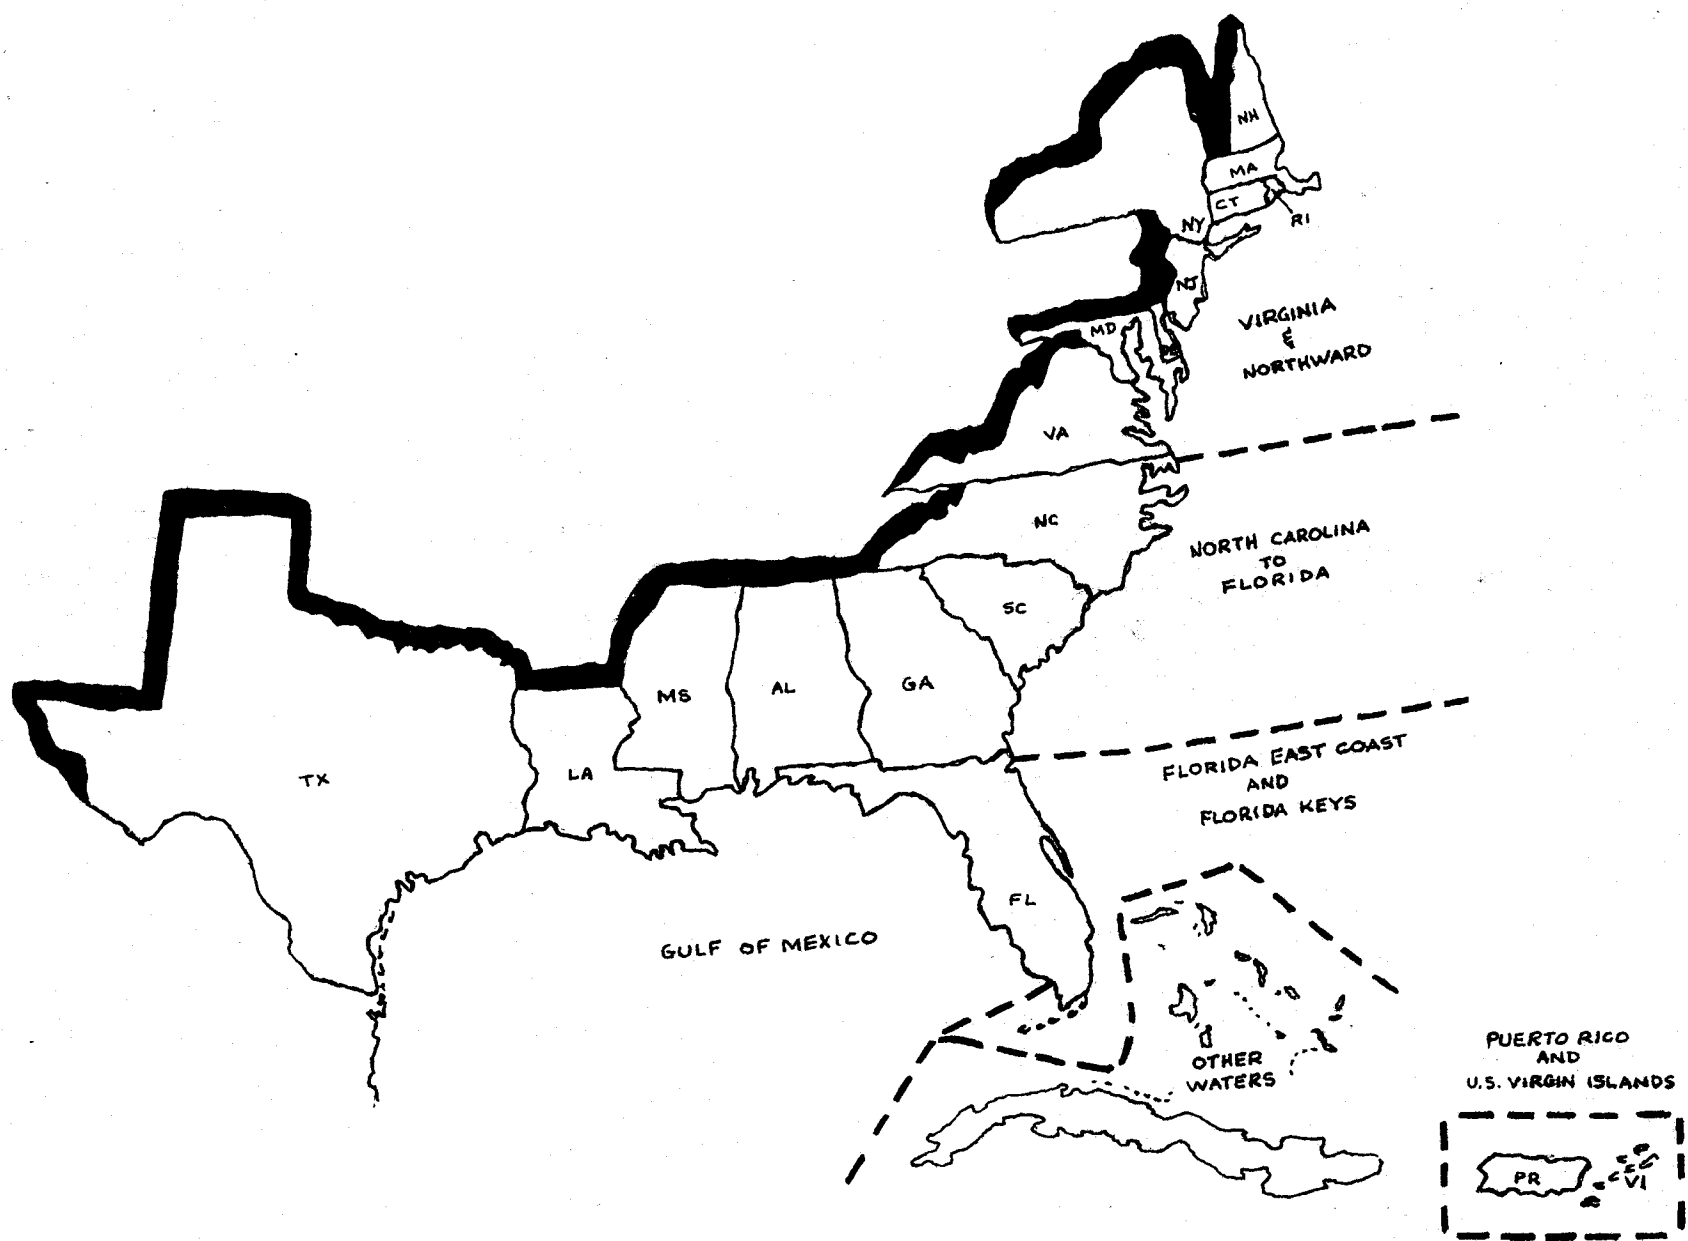 NH
MA
CT
RI
NY
NJ
MD
VIRGINIA
&
NORTHWARD
VA
NC
NORTH CAROLINA
TO
FLORIDA
SC
MS
AL
GA
TX
LA
FLORIDA EAST COAST
AND
FLORIDA KEYS
FL
GULF OF MEXICO
OTHER
WATERS
PUERTO RICO
AND
U.S. VIRGIN ISLANDS
PR
VI